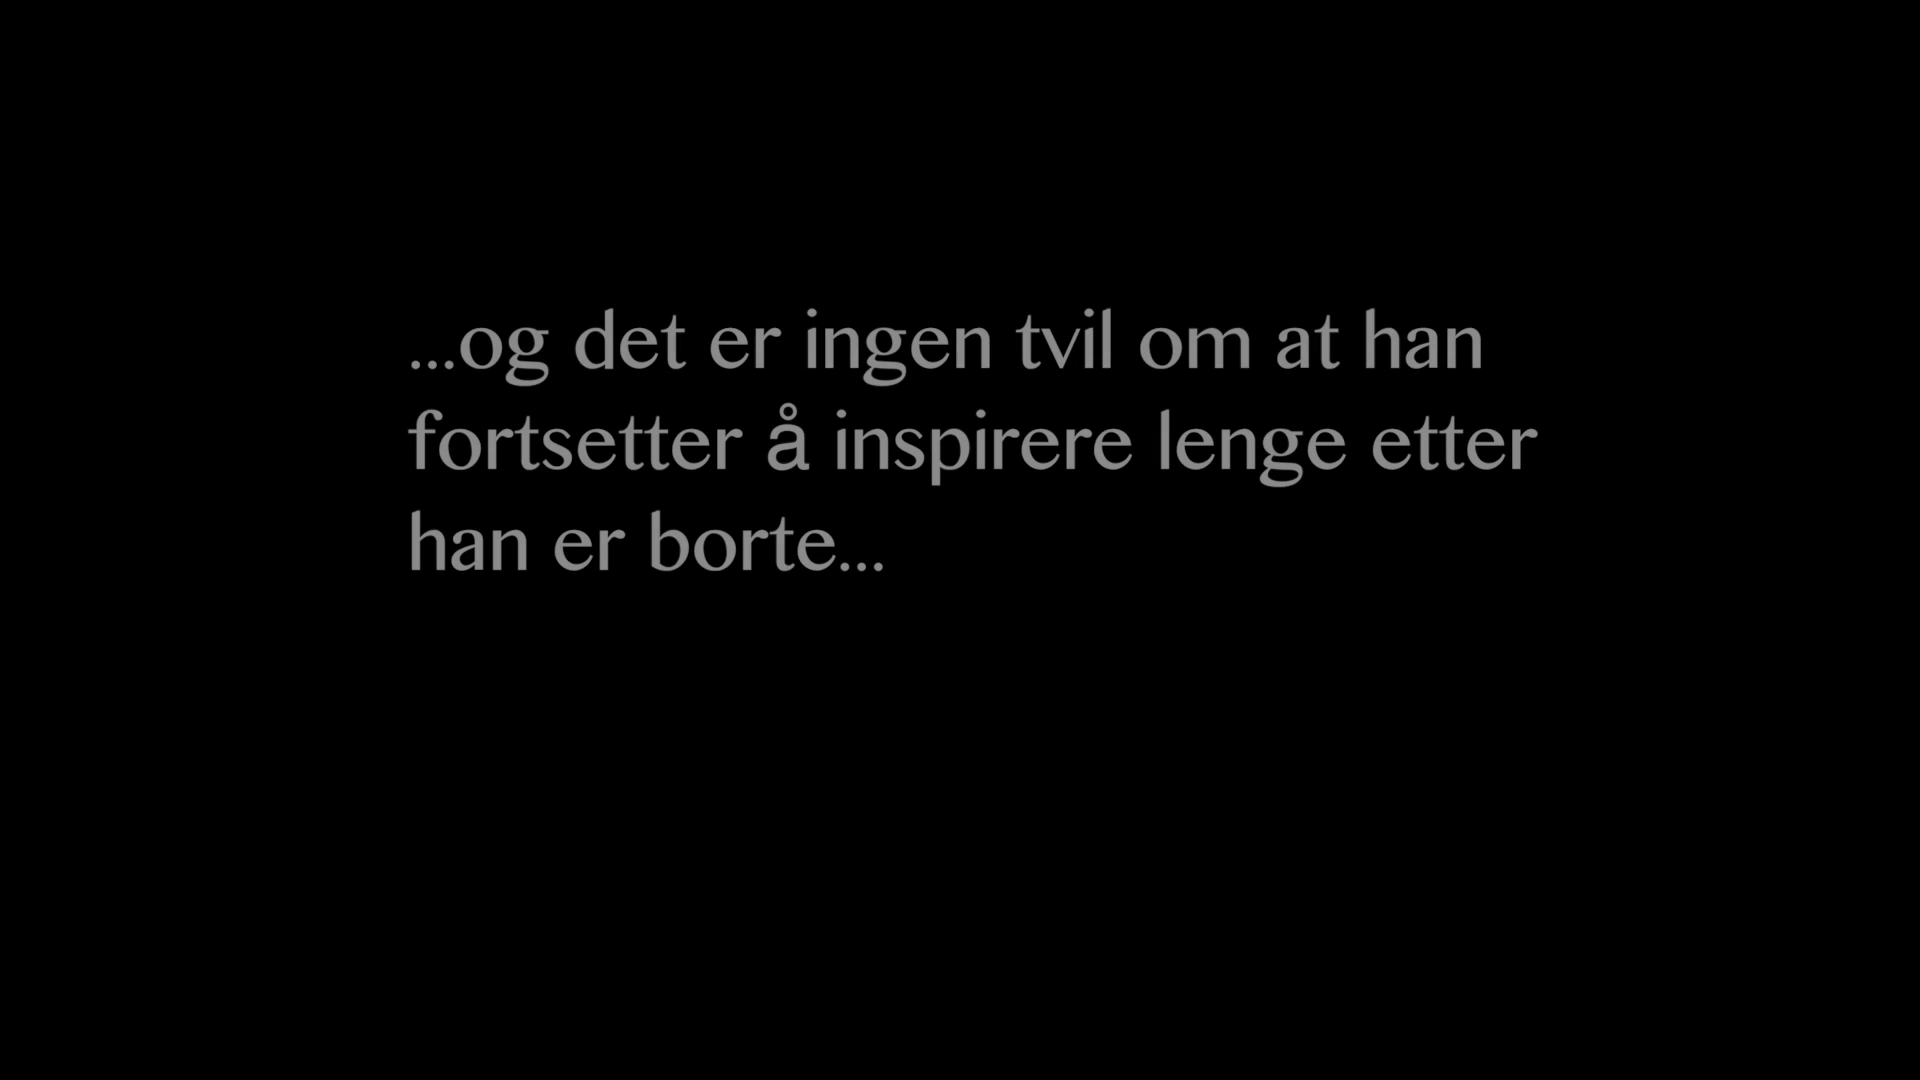 ...og det er ingen tvil om at han
fortsetter å inspirere lenge etter
han er borte...